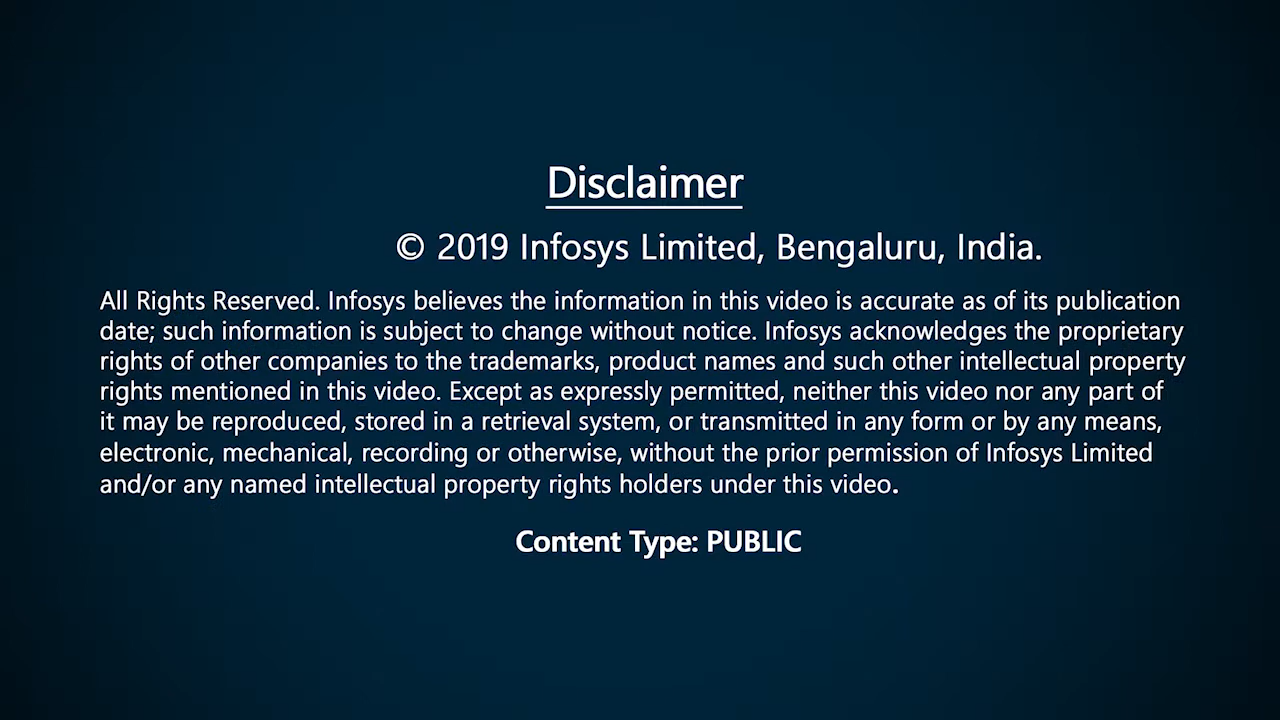 Disclaimer
© 2019 Infosys Limited, Bengaluru, India.
All Rights Reserved. Infosys believes the information in this video is accurate as of its publication
date; such information is subject to change without notice. Infosys acknowledges the proprietary
rights of other companies to the trademarks, product names and such other intellectual property
rights mentioned in this video. Except as expressly permitted, neither this video nor any part of
it may be reproduced, stored in a retrieval system, or transmitted in any form or by any means,
electronic, mechanical, recording or otherwise, without the prior permission of Infosys Limited
and/or any named intellectual property rights holders under this video.
Content Type: PUBLIC